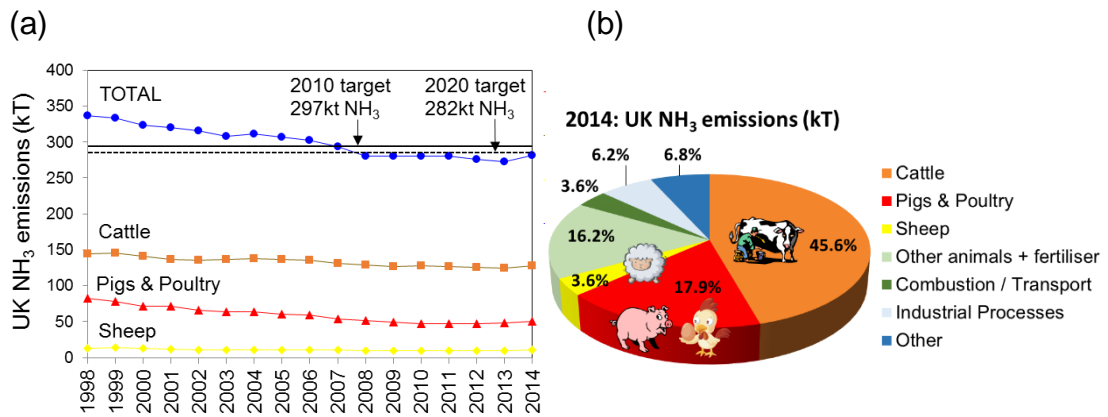 (a)
UK NH3 emissions (kT)
400
350
300
250
200
150
100
50
0
TOTAL
2010 target
297kt NH3
2020 target
282kt NH3
Cattle
Pigs & Poultry
Sheep
1998
1999
2000
2001
2002
2003
2004
2005
2006
2007
2008
2009
2010
2011
2012
2013
2014
(b)
2014: UK NH3 emissions (kT)
6.2%
6.8%
3.6%
16.2%
3.6%
17.9%
45.6%
Cattle
Pigs & Poultry
Sheep
Other animals + fertiliser
Combustion / Transport
Industrial Processes
Other